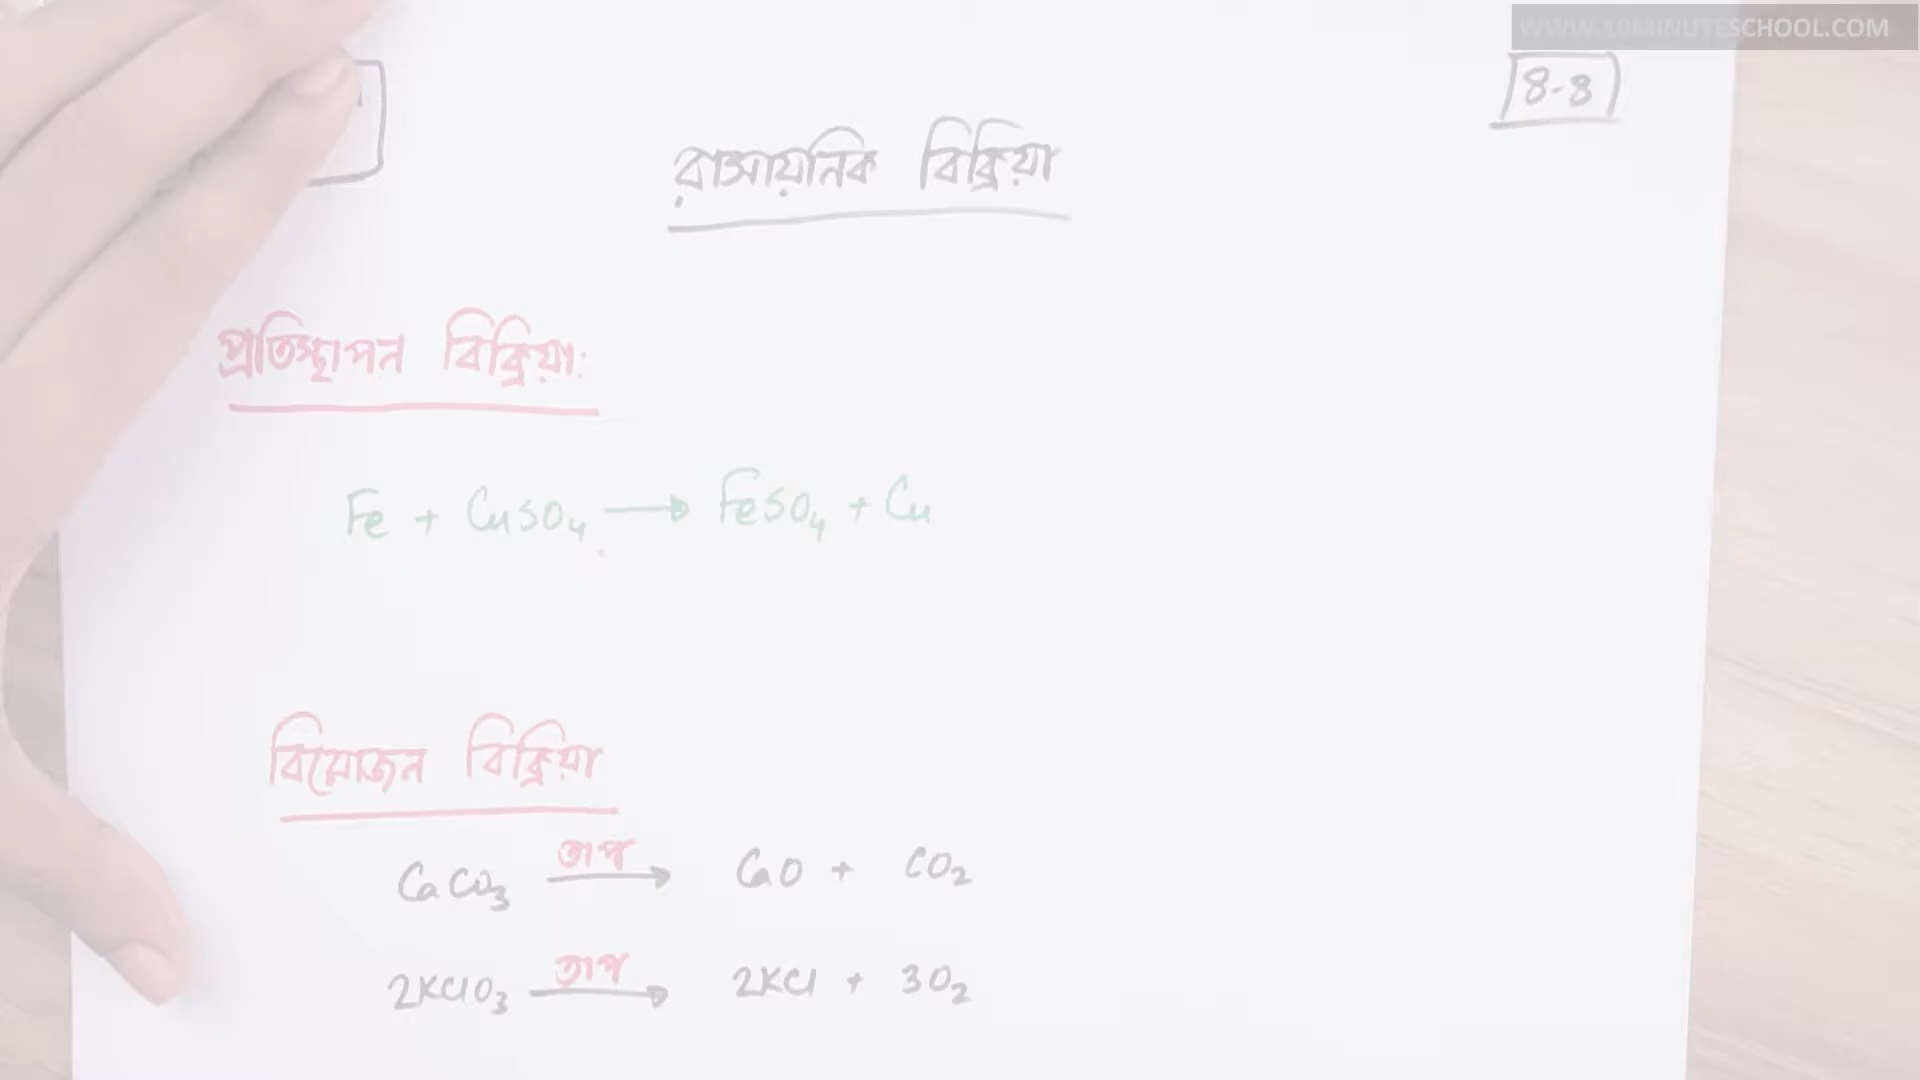 WWW.10MINUTESCHOOL.COM
8-8
রাসায়নিক বিক্রিয়া
প্রতিস্থাপন বিক্রিয়া:
Fe + CuSO₄ → FeSO₄ + Cu
বিয়োজন বিক্রিয়া
CaCO₃ তাপ → CaO + CO₂
2KClO₃ তাপ → 2KCl + 3O₂